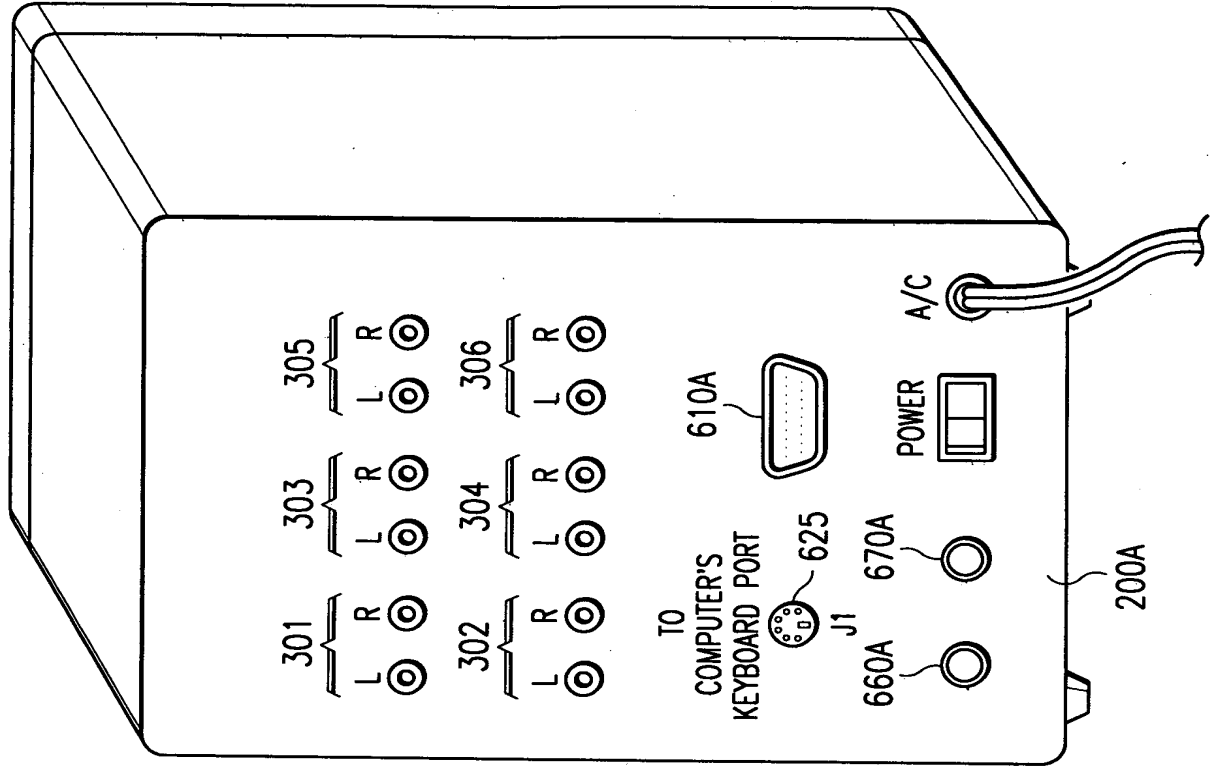 301
303
305
L R
L R
L R
302
304
306
L R
L R
L R
TO
COMPUTER'S
KEYBOARD PORT
625
J1
610A
660A
670A
POWER
A/C
200A